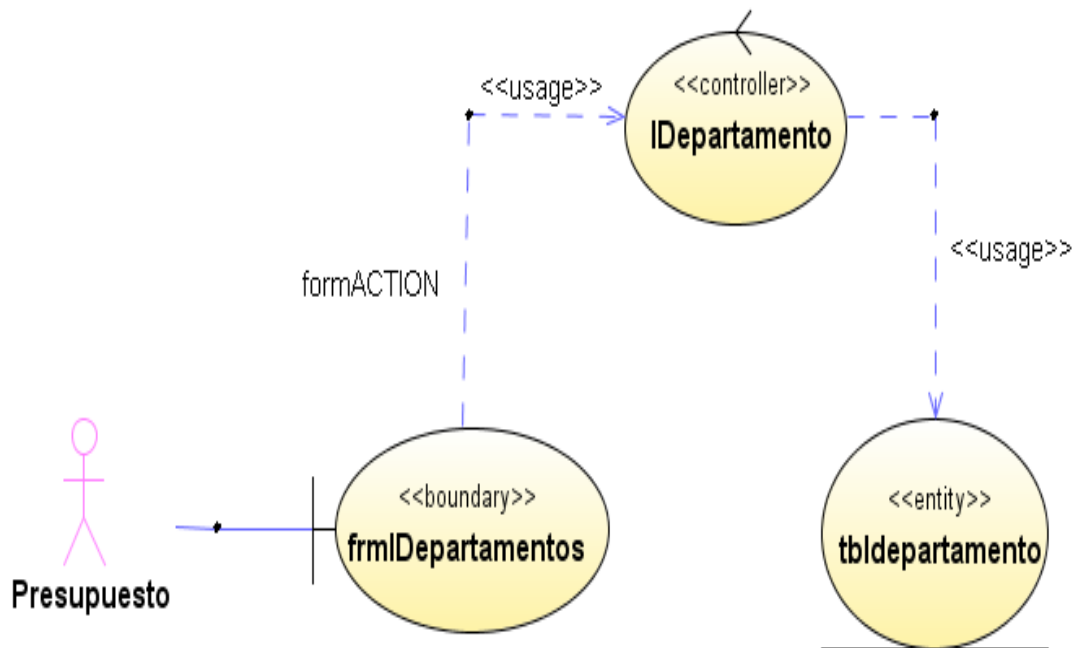 <<usage>>
<<controller>>
IDepartamento
<<usage>>
formACTION
<<boundary>>
frmIDepartamentos
<<entity>>
tbldepartamento
Presupuesto